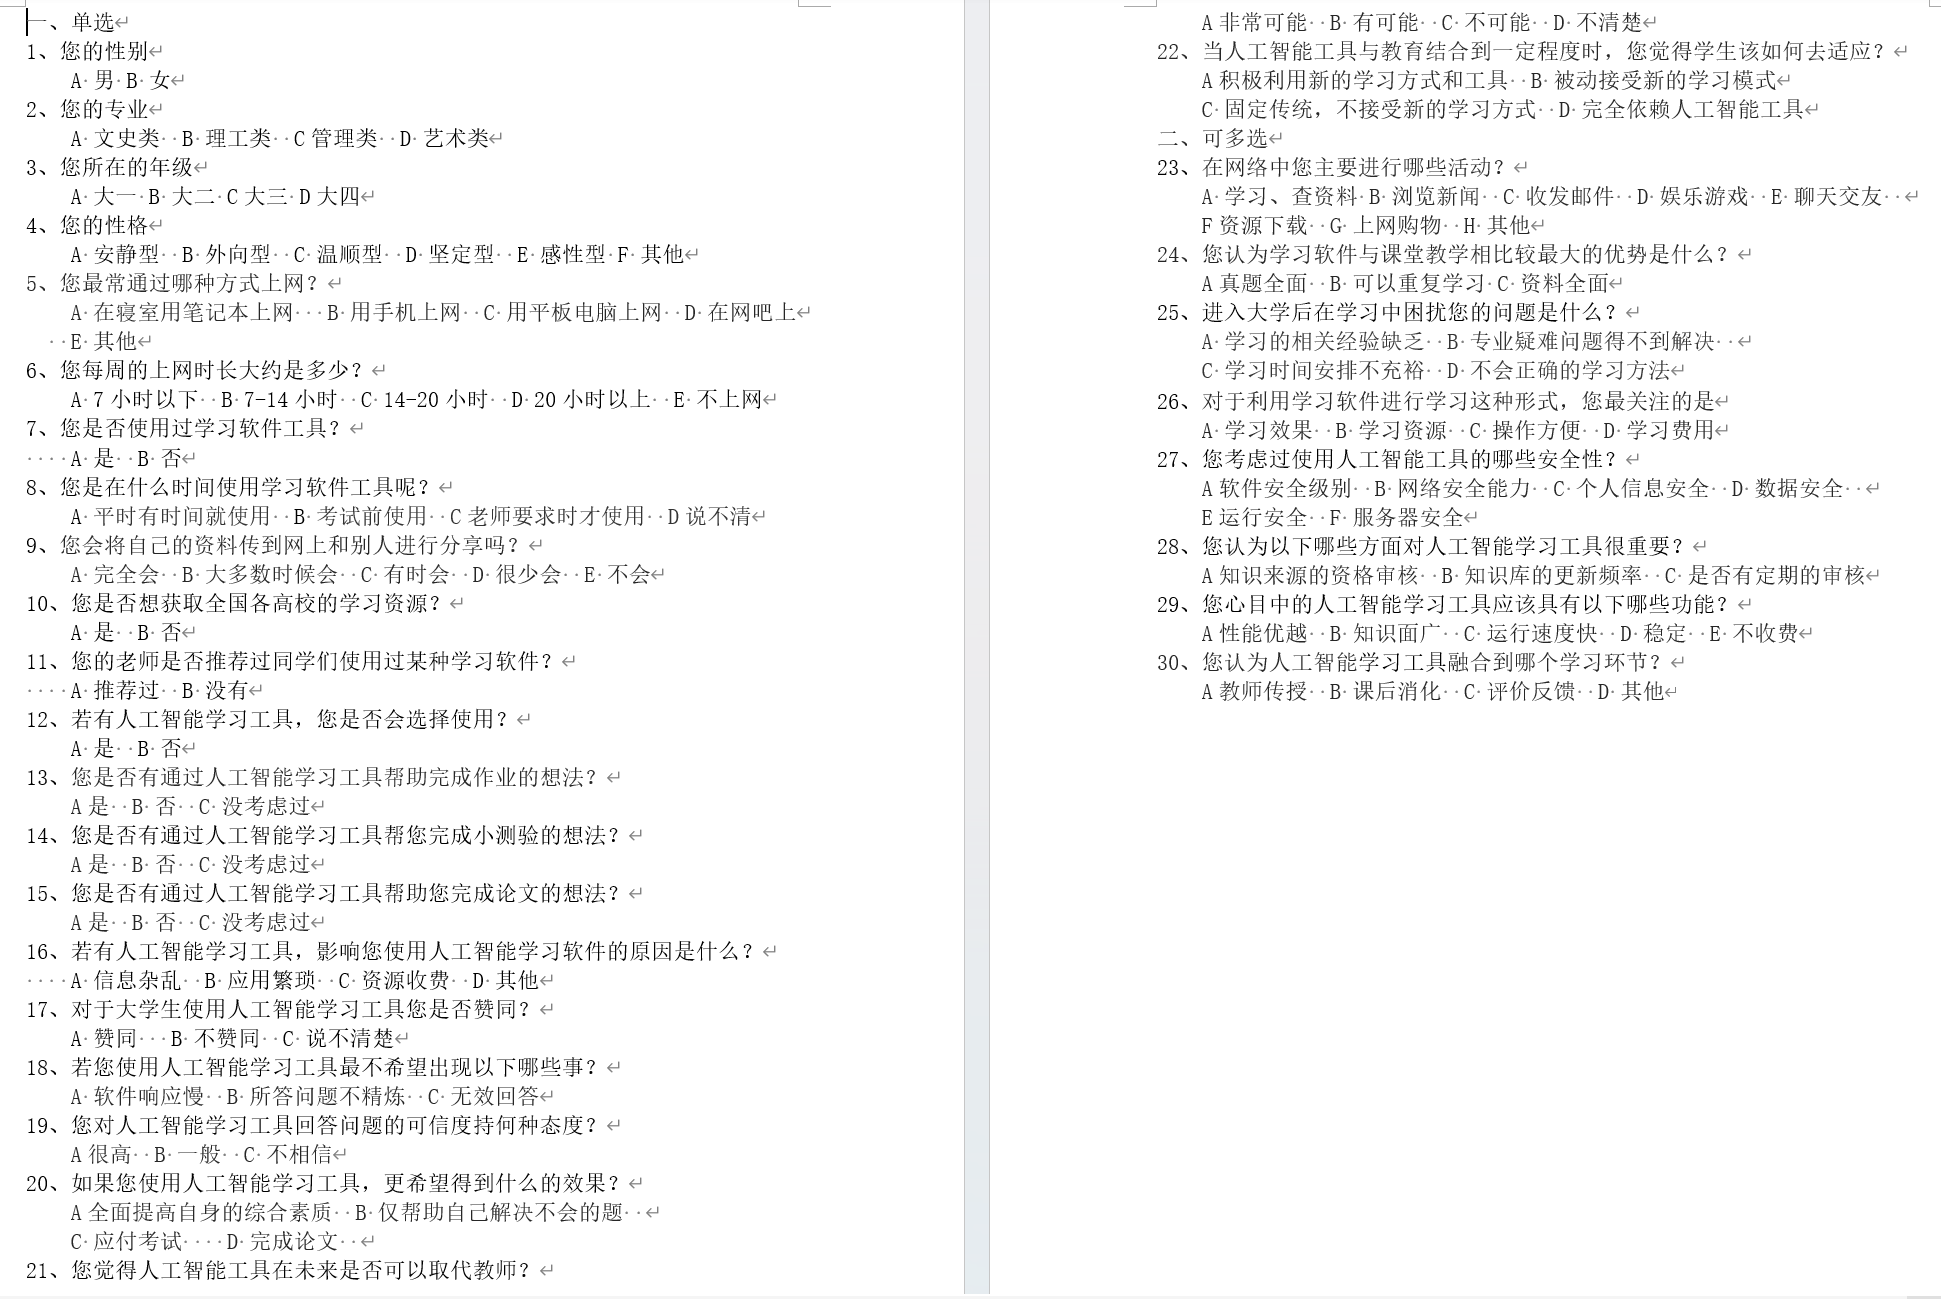 一、单选
1、您的性别
A 男 B 女
2、您的专业
A 文史类  B 理工类  C 管理类  D 艺术类
3、您所在的年级
A 大一 B 大二 C 大三 D 大四
4、您的性格
A 安静型  B 外向型  C 温顺型  D 坚定型  E 感性型 F 其他
5、您最常通过哪种方式上网？
A 在寝室用笔记本上网   B 用手机上网  C 用平板电脑上网  D 在网吧上
E 其他
6、您每周的上网时长大约是多少？
A 7 小时以下  B 7-14 小时  C 14-20 小时  D 20 小时以上  E 不上网
7、您是否使用过学习软件工具？
A 是  B 否
8、您是在什么时间使用学习软件工具呢？
A 平时有时间就使用  B 考试前使用  C 老师要求时才使用  D 说不清
9、您会将自己的资料传到网上和别人进行分享吗？
A 完全会  B 大多数时候会  C 有时会  D 很少会  E 不会
10、您是否想获取全国各高校的学习资源？
A 是  B 否
11、您的老师是否推荐过同学们使用过某种学习软件？
A 推荐过  B 没有
12、若有人工智能学习工具，您是否会选择使用？
A 是  B 否
13、您是否有通过人工智能学习工具帮助完成作业的想法？
A 是  B 否  C 没考虑过
14、您是否有通过人工智能学习工具帮您完成小测验的想法？
A 是  B 否  C 没考虑过
15、您是否有通过人工智能学习工具帮助您完成论文的想法？
A 是  B 否  C 没考虑过
16、若有人工智能学习工具，影响您使用人工智能学习软件的原因是什么？
A 信息杂乱  B 应用繁琐  C 资源收费  D 其他
17、对于大学生使用人工智能学习工具您是否赞同？
A 赞同   B 不赞同  C 说不清楚
18、若您使用人工智能学习工具最不希望出现以下哪些事？
A 软件响应慢  B 所答问题不精炼  C 无效回答
19、您对人工智能学习工具回答问题的可信度持何种态度？
A 很高  B 一般  C 不相信
20、如果您使用人工智能学习工具，更希望得到什么的效果？
A 全面提高自身的综合素质  B 仅帮助自己解决不会的题
C 应付考试    D 完成论文
21、您觉得人工智能工具在未来是否可以取代教师？
A 非常可能  B 有可能  C 不可能  D 不清楚
22、当人工智能工具与教育结合到一定程度时，您觉得学生该如何去适应？
A 积极利用新的学习方式和工具  B 被动接受新的学习模式
C 固定传统，不接受新的学习方式  D 完全依赖人工智能工具
二、可多选
23、在网络中您主要进行哪些活动？
A 学习、查资料 B 浏览新闻  C 收发邮件  D 娱乐游戏  E 聊天交友
F 资源下载  G 上网购物  H 其他
24、您认为学习软件与课堂教学相比较最大的优势是什么？
A 真题全面  B 可以重复学习 C 资料全面
25、进入大学后在学习中困扰您的问题是什么？
A 学习的相关经验缺乏  B 专业疑难问题得不到解决
C 学习时间安排不充裕  D 不会正确的学习方法
26、对于利用学习软件进行学习这种形式，您最关注的是
A 学习效果  B 学习资源  C 操作方便  D 学习费用
27、您考虑过使用人工智能工具的哪些安全性？
A 软件安全级别  B 网络安全能力  C 个人信息安全  D 数据安全
E 运行安全  F 服务器安全
28、您认为以下哪些方面对人工智能学习工具很重要？
A 知识来源的资格审核  B 知识库的更新频率  C 是否有定期的审核
29、您心目中的人工智能学习工具应该具有以下哪些功能？
A 性能优越  B 知识面广  C 运行速度快  D 稳定  E 不收费
30、您认为人工智能学习工具融合到哪个学习环节？
A 教师传授  B 课后消化  C 评价反馈  D 其他